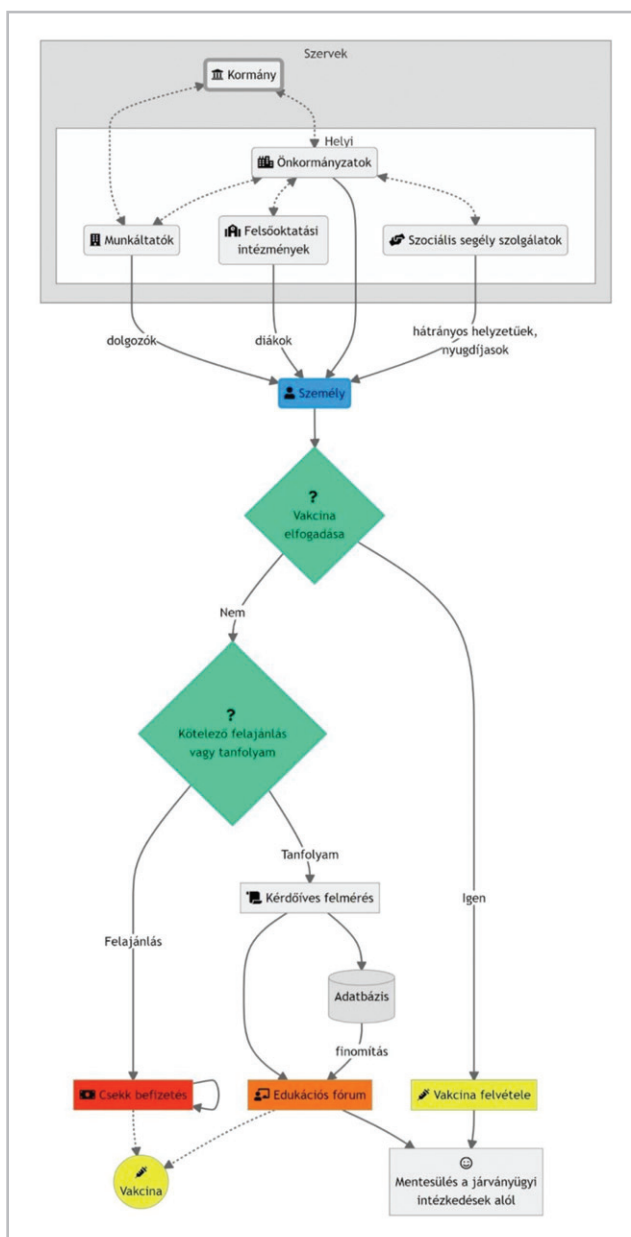 Szervek
Kormány
Helyi
Önkormányzatok
Munkáltatók
Felsőoktatási
intézmények
Szociális segély szolgálatok
dolgozók
diákok
hátrányos helyzetűek,
nyugdíjasok
Személy
?
Vakcina
elfogadása
Nem
?
Kötelező felajánlás
vagy tanfolyam
Tanfolyam
Kérdőíves felmérés
Igen
Felajánlás
Adatbázis
finomítás
Csekk befizetés
Edukációs fórum
Vakcina felvétele
Vakcina
Mentesülés a járványügyi
intézkedések alól